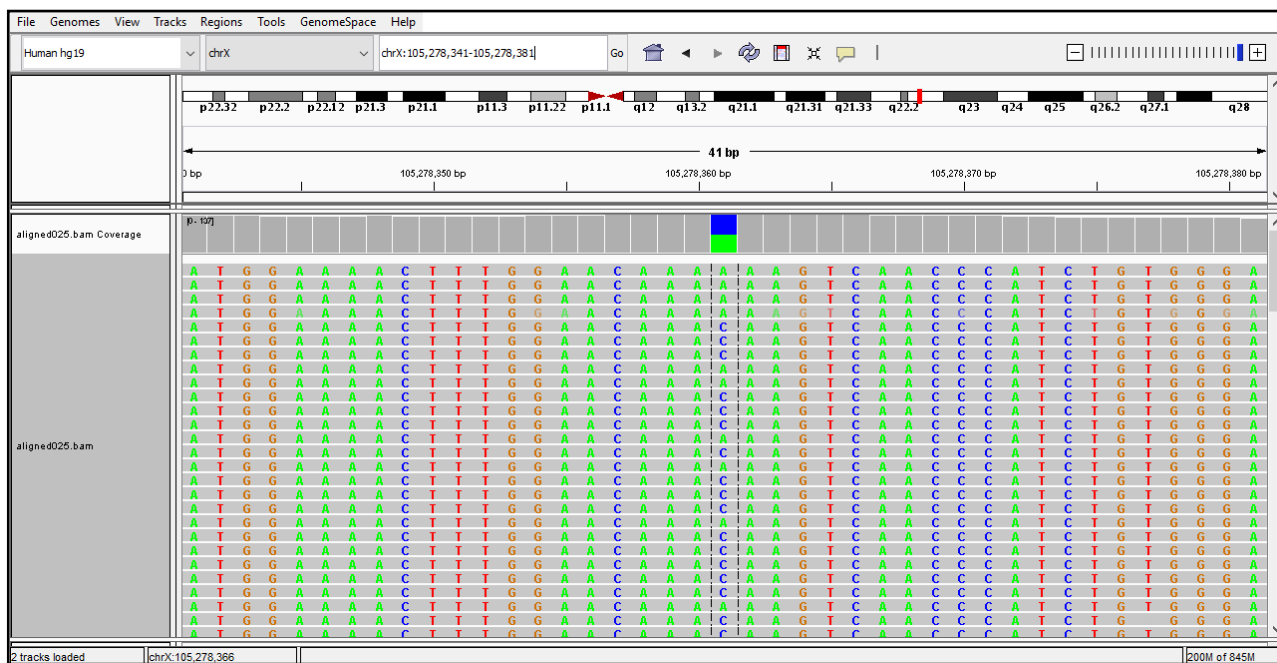 File Genomes View Tracks Regions Tools GenomeSpace Help
Human hg19 chrX chrX:105,278,341-105,278,381 Go
p22.32 p22.2 p22.12 p21.3 p21.1 p11.3 p11.22 p11.1 q12 q13.2 q21.1 q21.31 q21.33 q22.2 q23 q24 q25 q26.2 q27.1 q28
41 bp
bp 105,278,350 bp 105,278,360 bp 105,278,370 bp 105,278,380 bp
[0 - 107]
aligned025.bam Coverage
A T G G A A A A C T T T G G A A C A A A A A A G T C A A C C C A T C T G T G G G A
A T G G A A A A C T T T G G A A C A A A A A A G T C A A C C C A T C T G T G G G A
A T G G A A A A C T T T G G A A C A A A A A A G T C A A C C C A T C T G T G G G A
A T G G A A A A C T T T G G A A C A A A A A A G T C A A C C C A T C T G T G G G A
A T G G A A A A C T T T G G A A C A A A C A A G T C A A C C C A T C T G T G G G A
A T G G A A A A C T T T G G A A C A A A C A A G T C A A C C C A T C T G T G G G A
A T G G A A A A C T T T G G A A C A A A C A A G T C A A C C C A T C T G T G G G A
A T G G A A A A C T T T G G A A C A A A A A A G T C A A C C C A T C T G T G G G A
A T G G A A A A C T T T G G A A C A A A A A A G T C A A C C C A T C T G T G G G A
A T G G A A A A C T T T G G A A C A A A C A A G T C A A C C C A T C T G T G G G A
A T G G A A A A C T T T G G A A C A A A C A A G T C A A C C C A T C T G T G G G A
A T G G A A A A C T T T G G A A C A A A C A A G T C A A C C C A T C T G T G G G A
A T G G A A A A C T T T G G A A C A A A A A A G T C A A C C C A T C T G T G G G A
aligned025.bam
A T G G A A A A C T T T G G A A C A A A C A A G T C A A C C C A T C T G T G G G A
A T G G A A A A C T T T G G A A C A A A A A A G T C A A C C C A T C T G T G G G A
A T G G A A A A C T T T G G A A C A A A C A A G T C A A C C C A T C T G T G G G A
A T G G A A A A C T T T G G A A C A A A C A A G T C A A C C C A T C T G T G G G A
A T G G A A A A C T T T G G A A C A A A C A A G T C A A C C C A T C T G T G G G A
A T G G A A A A C T T T G G A A C A A A A A A G T C A A C C C A T C T G T G G G A
A T G G A A A A C T T T G G A A C A A A C A A G T C A A C C C A T C T G T G G G A
A T G G A A A A C T T T G G A A C A A A C A A G T C A A C C C A T C T G T G G G A
A T G G A A A A C T T T G G A A C A A A C A A G T C A A C C C A T C T G T G G G A
A T G G A A A A C T T T G G A A C A A A C A A G T C A A C C C A T C T G T G G G A
A T G G A A A A C T T T G G A A C A A A C A A G T C A A C C C A T C T G T G G G A
A T G G A A A A C T T T G G A A C A A A A A A G T C A A C C C A T C T G T G G G A
A T G G A A A A C T T T G G A A C A A A C A A G T C A A C C C A T C T G T G G G A
2 tracks loaded chrX:105,278,366 200M of 845M